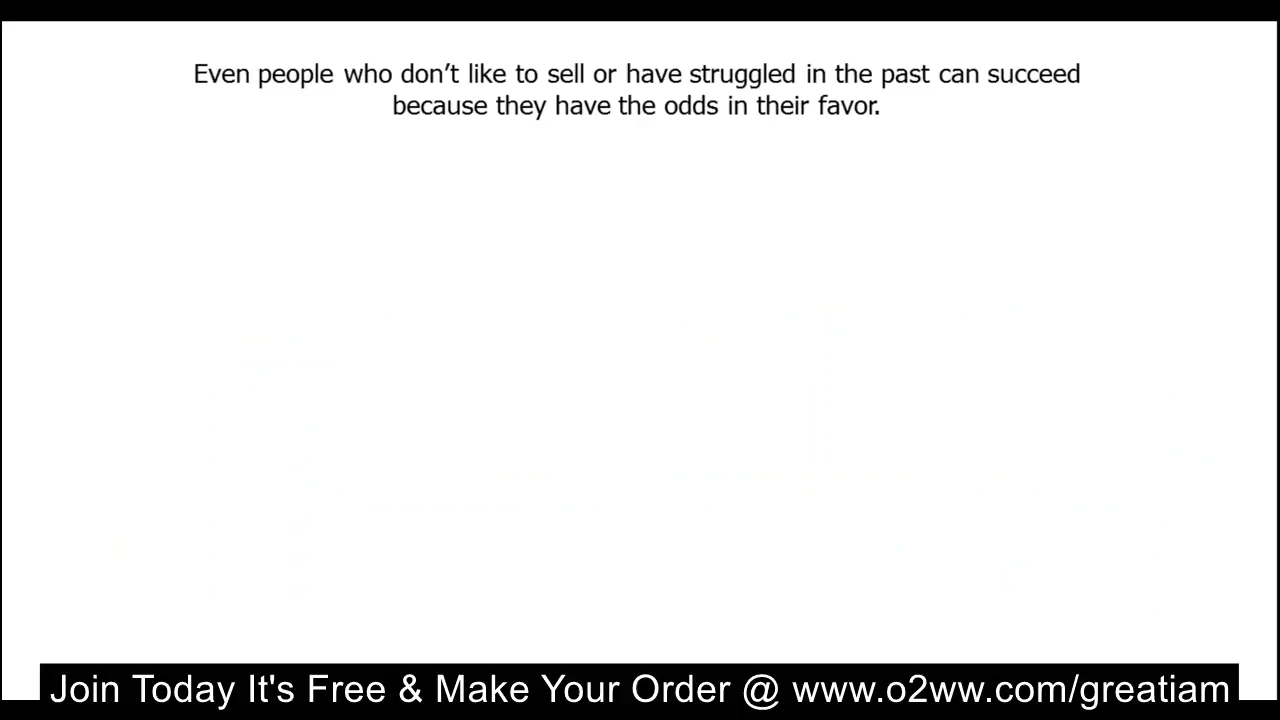 Even people who don’t like to sell or have struggled in the past can succeed
because they have the odds in their favor.
Join Today It's Free & Make Your Order @ www.o2ww.com/greatiam